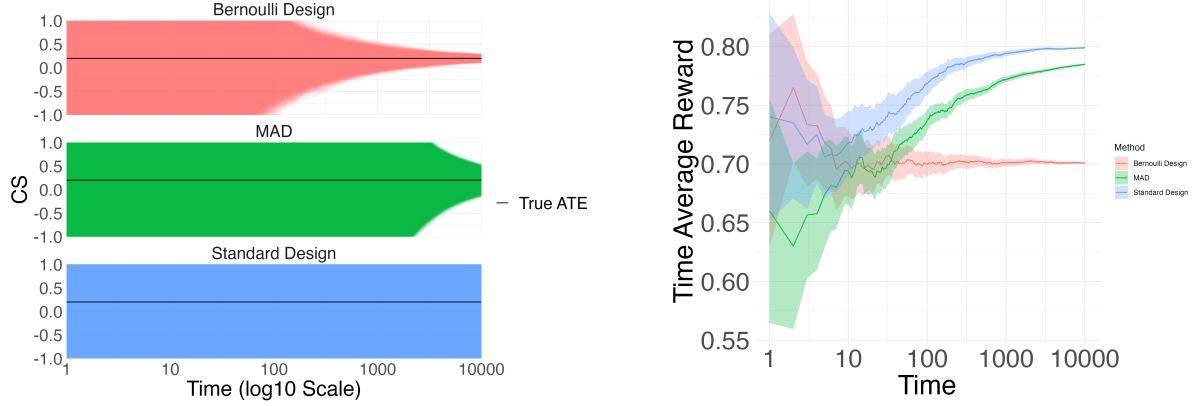 Bernoulli Design
1.0
0.5
0.0
-0.5
-1.0
MAD
1.0
0.5
0.0
-0.5
-1.0
Standard Design
1.0
0.5
0.0
-0.5
-1.0
CS
1 10 100 1000 10000
Time (log10 Scale)
True ATE
Time Average Reward
0.80
0.75
0.70
0.65
0.60
0.55
1 10 100 1000 10000
Time
Method
Bernoulli Design
MAD
Standard Design